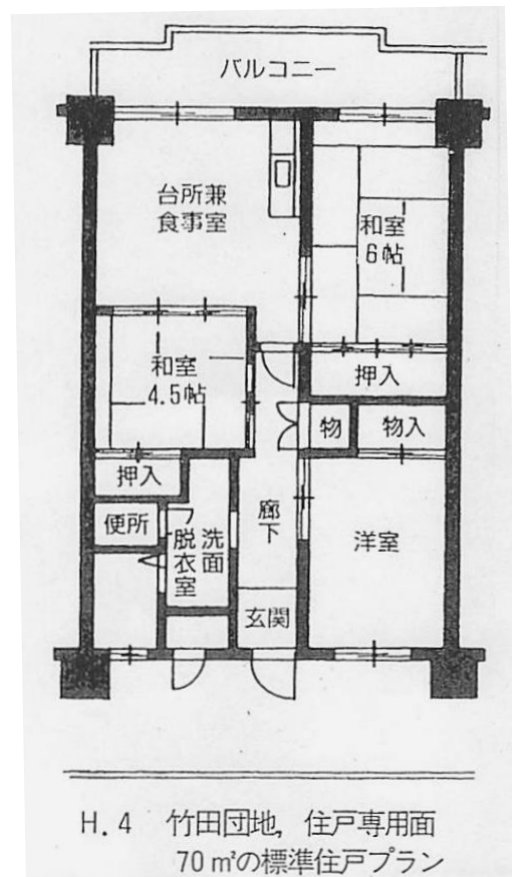 バルコニー
台所兼
食事室
和室
6帖
和室
4.5帖
押入
物
物入
押入
便所
洗面
脱衣室
廊下
洋室
玄関
H.4 竹田団地，住戸専用面
70㎡の標準住戸プラン